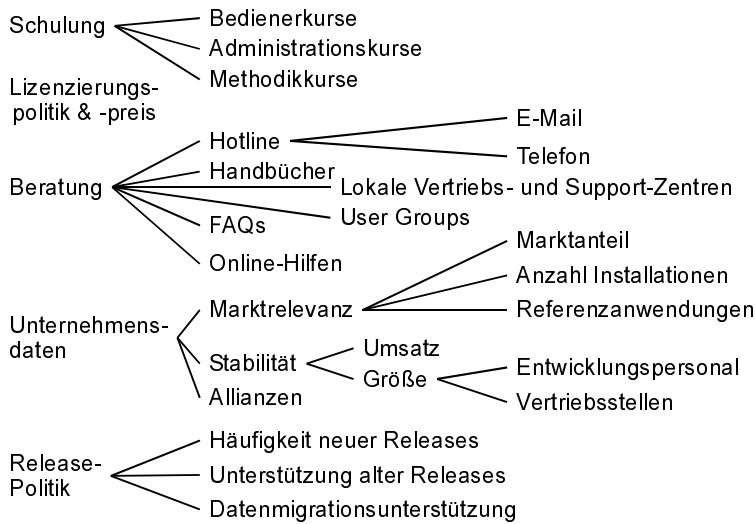 Schulung
Bedienerkurse
Administrationskurse
Methodikkurse
Lizenzierungs-
politik & -preis
Beratung
Hotline
E-Mail
Telefon
Handbücher
Lokale Vertriebs- und Support-Zentren
User Groups
FAQs
Online-Hilfen
Unternehmens-
daten
Marktrelevanz
Marktanteil
Anzahl Installationen
Referenzanwendungen
Stabilität
Umsatz
Größe
Entwicklungspersonal
Vertriebsstellen
Allianzen
Release-
Politik
Häufigkeit neuer Releases
Unterstützung alter Releases
Datenmigrationsunterstützung